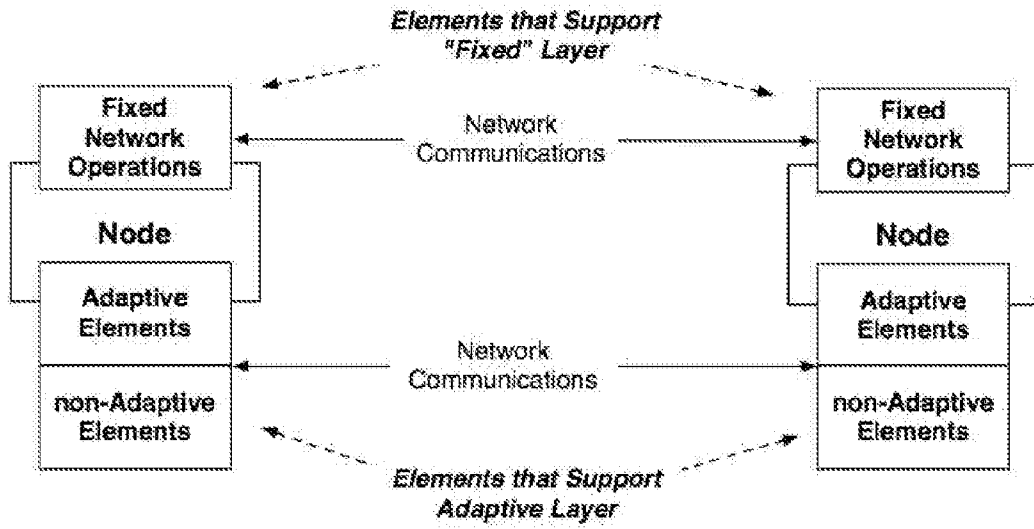 Elements that Support
"Fixed" Layer
Fixed
Network
Operations
Network
Communications
Fixed
Network
Operations
Node
Node
Adaptive
Elements
Adaptive
Elements
Network
Communications
non-Adaptive
Elements
non-Adaptive
Elements
Elements that Support
Adaptive Layer